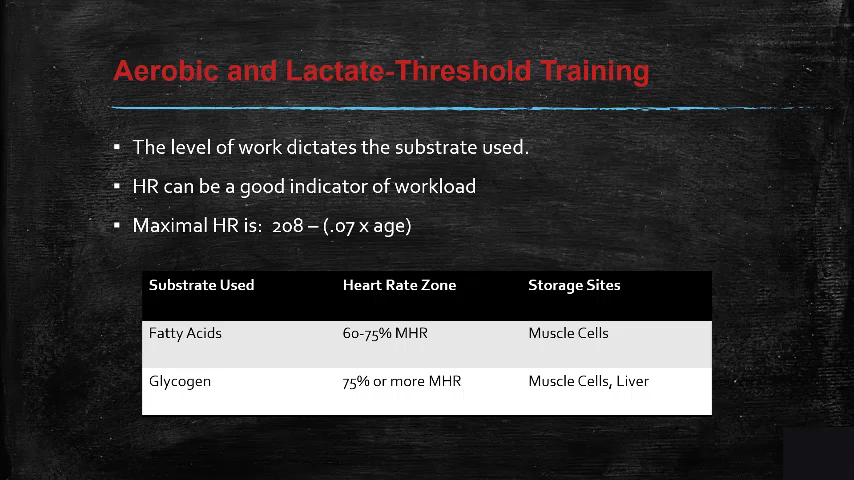 Aerobic and Lactate-Threshold Training
▪ The level of work dictates the substrate used.
▪ HR can be a good indicator of workload
▪ Maximal HR is: 208 – (.07 x age)
Substrate Used Heart Rate Zone Storage Sites
Fatty Acids 60-75% MHR Muscle Cells
Glycogen 75% or more MHR Muscle Cells, Liver